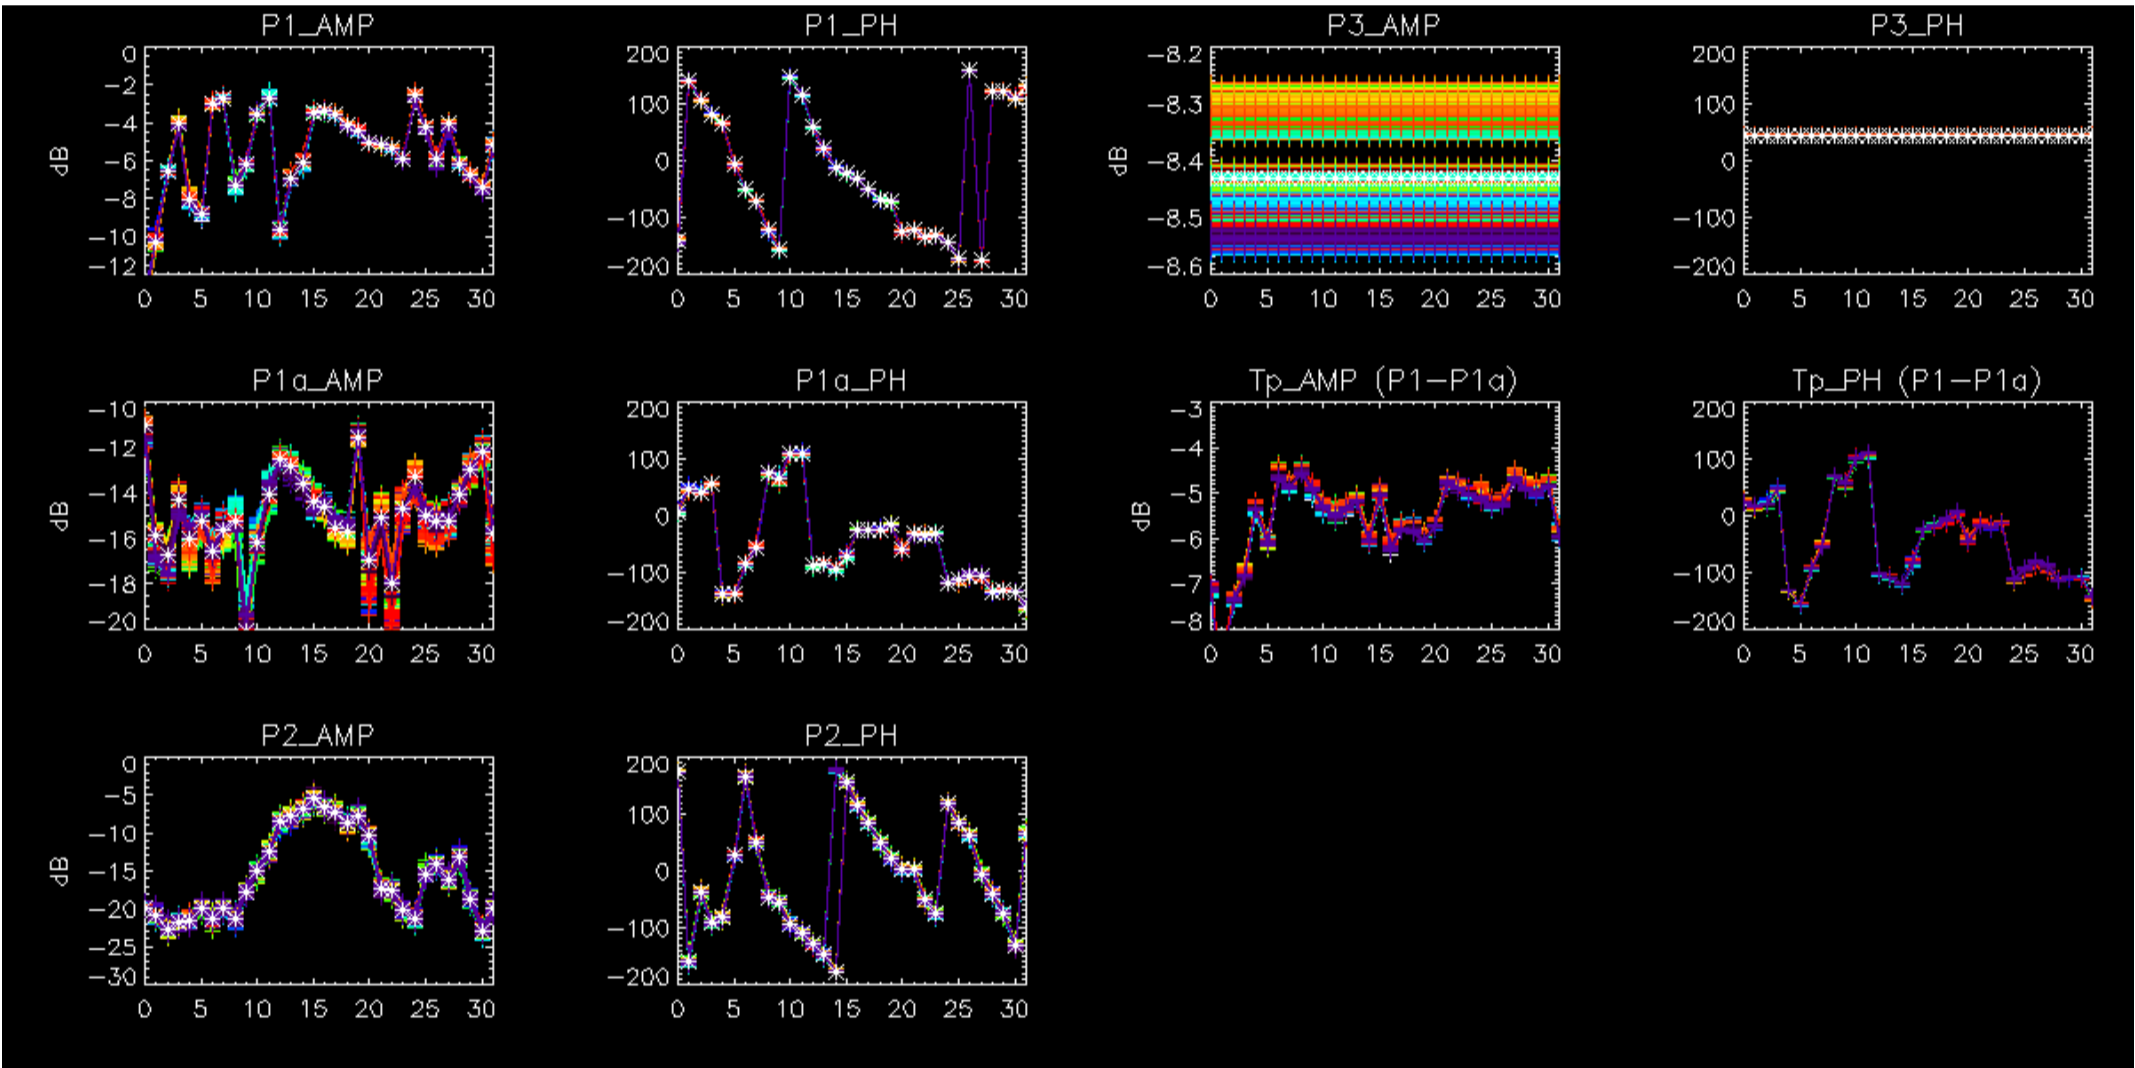 P1_AMP
0
−2
−4
−6
−8
−10
−12
dB
0 5 10 15 20 25 30
P1_PH
200
100
0
−100
−200
0 5 10 15 20 25 30
P3_AMP
−8.2
−8.3
−8.4
−8.5
−8.6
dB
0 5 10 15 20 25 30
P3_PH
200
100
0
−100
−200
0 5 10 15 20 25 30
P1a_AMP
−10
−12
−14
−16
−18
−20
dB
0 5 10 15 20 25 30
P1a_PH
200
100
0
−100
−200
0 5 10 15 20 25 30
Tp_AMP (P1−P1a)
−3
−4
−5
−6
−7
−8
dB
0 5 10 15 20 25 30
Tp_PH (P1−P1a)
200
100
0
−100
−200
0 5 10 15 20 25 30
P2_AMP
0
−5
−10
−15
−20
−25
−30
dB
0 5 10 15 20 25 30
P2_PH
200
100
0
−100
−200
0 5 10 15 20 25 30